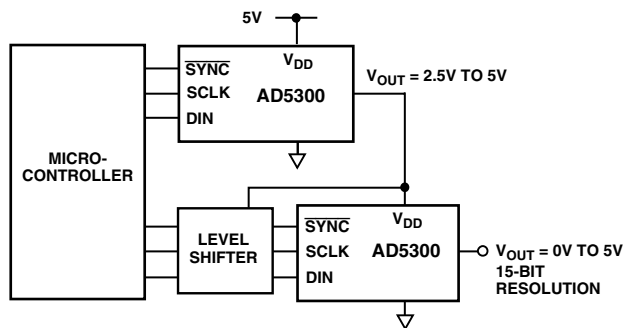 5V
V_DD
SYNC
SCLK
DIN
AD5300
V_OUT = 2.5V TO 5V
MICRO-
CONTROLLER
LEVEL
SHIFTER
V_DD
SYNC
SCLK
DIN
AD5300
V_OUT = 0V TO 5V
15-BIT
RESOLUTION